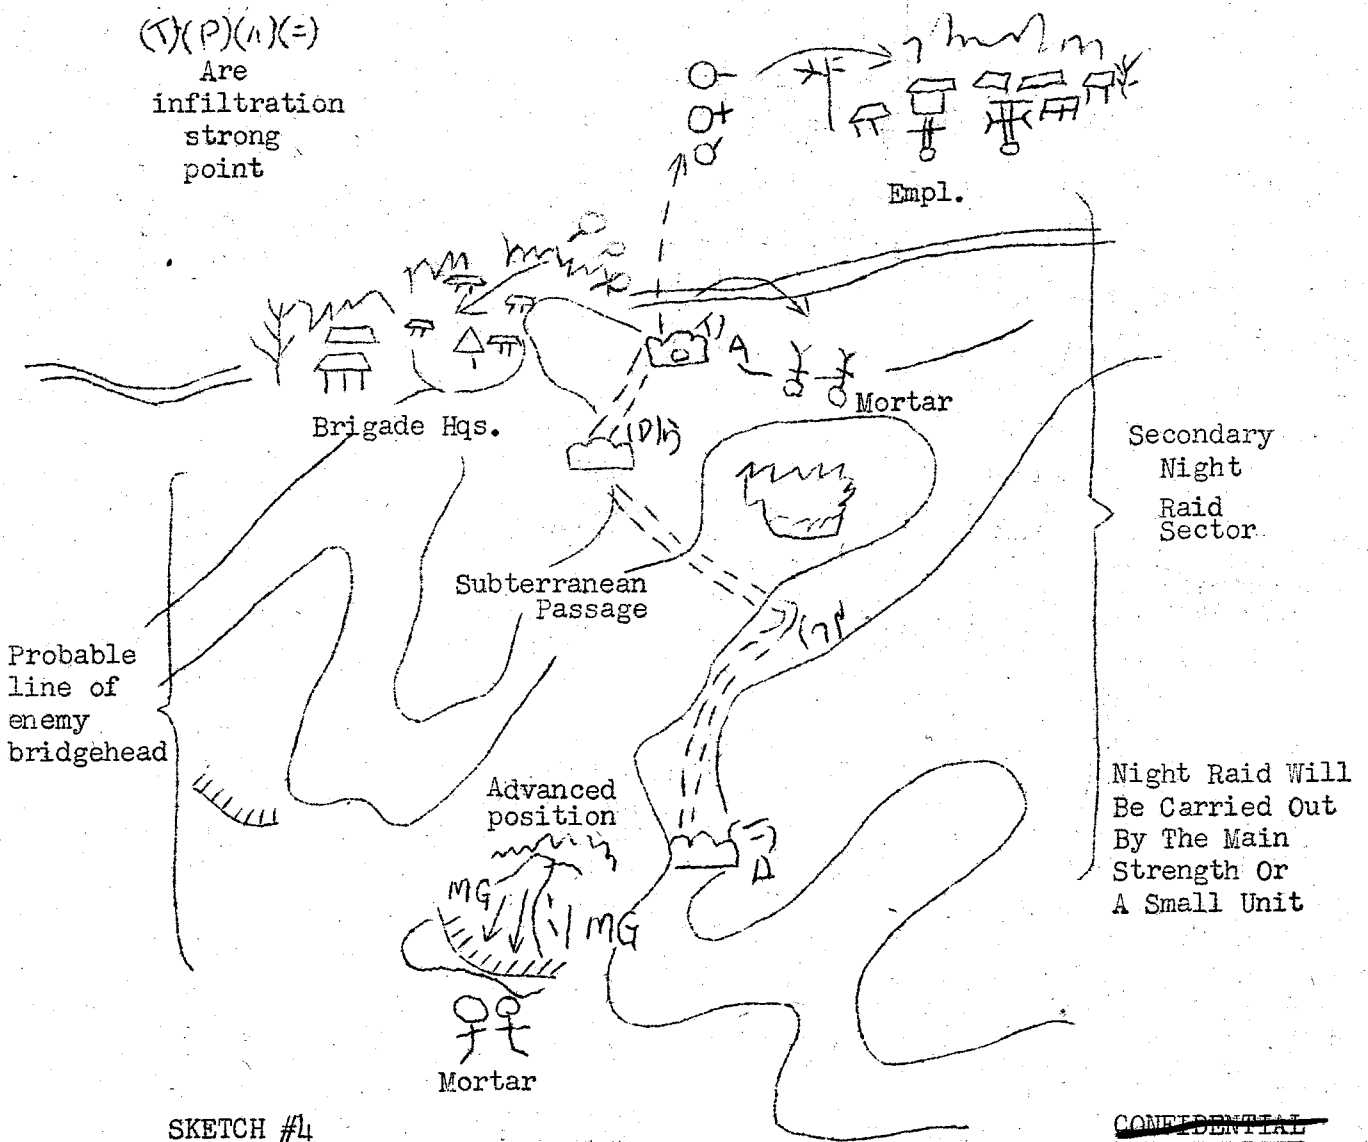 Are
infiltration
strong
point
Empl.
Brigade Hqs.
A
Mortar
Secondary
Night
Raid
Sector
Subterranean
Passage
Probable
line of
enemy
bridgehead
Advanced
position
MG
MG
Mortar
Night Raid Will
Be Carried Out
By The Main
Strength Or
A Small Unit
SKETCH #4
CONFIDENTIAL